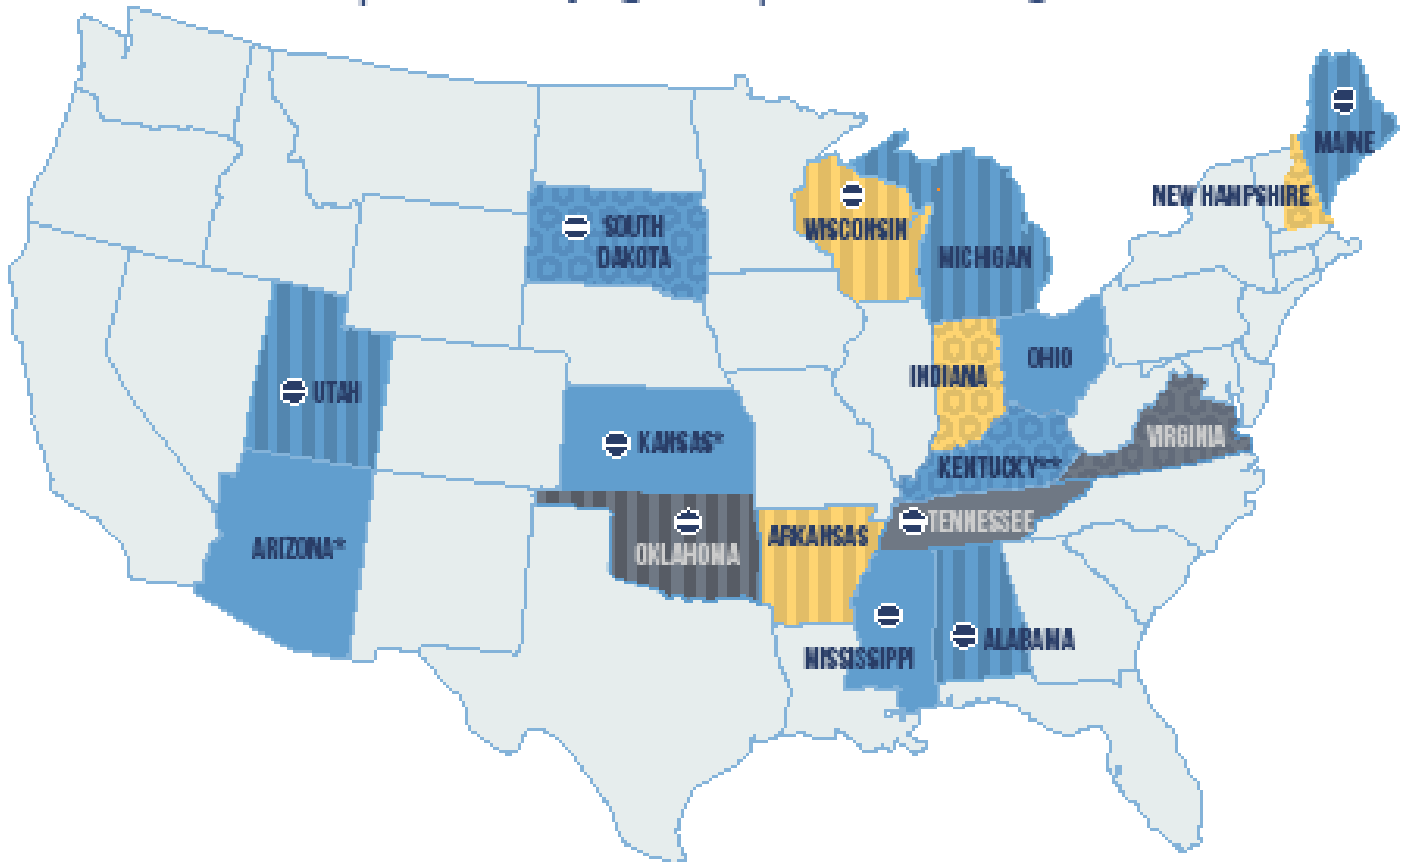 MAINE
NEW HAMPSHIRE
WISCONSIN
SOUTH
DAKOTA
MICHIGAN
OHIO
INDIANA
UTAH
VIRGINIA
KANSAS*
KENTUCKY**
TENNESSEE
ARKANSAS
ARIZONA*
OKLAHOMA
ALABAMA
MISSISSIPPI